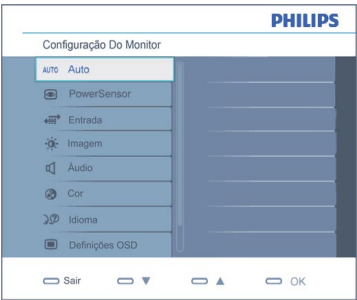 PHILIPS
Configuração Do Monitor
AUTO Auto
PowerSensor
Entrada
Imagem
Áudio
Cor
Idioma
Definições OSD
Sair ▼ ▲ OK